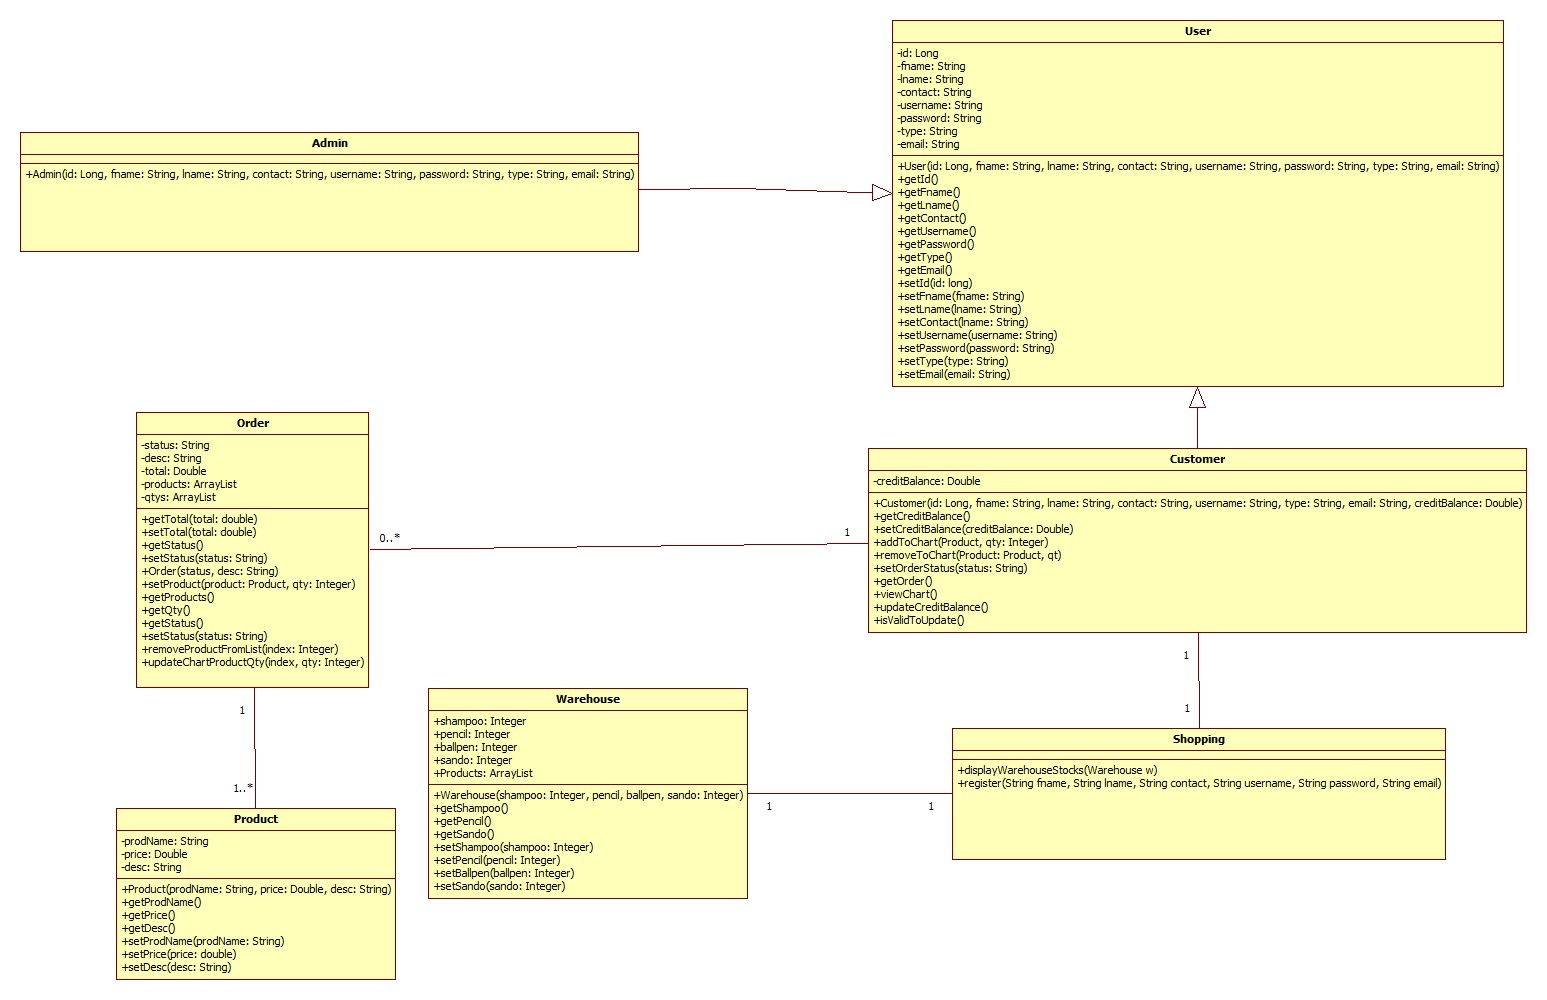 User
-id: Long
-fname: String
-lname: String
-contact: String
-username: String
-password: String
-type: String
-email: String
+User(id: Long, fname: String, lname: String, contact: String, username: String, password: String, type: String, email: String)
+getId()
+getFname()
+getLname()
+getContact()
+getUsername()
+getPassword()
+getType()
+getEmail()
+setId(id: long)
+setFname(fname: String)
+setLname(lname: String)
+setContact(lname: String)
+setUsername(username: String)
+setPassword(password: String)
+setType(type: String)
+setEmail(email: String)
Admin
+Admin(id: Long, fname: String, lname: String, contact: String, username: String, password: String, type: String, email: String)
Order
-status: String
-desc: String
-total: Double
-products: ArrayList
-qtys: ArrayList
+getTotal(total: double)
+setTotal(total: double)
+getStatus()
+setStatus(status: String)
+Order(status, desc: String)
+setProduct(product: Product, qty: Integer)
+getProducts()
+getQty()
+getStatus()
+setStatus(status: String)
+removeProductFromList(index: Integer)
+updateChartProductQty(index, qty: Integer)
0..*
1
Customer
-creditBalance: Double
+Customer(id: Long, fname: String, lname: String, contact: String, username: String, type: String, email: String, creditBalance: Double)
+getCreditBalance()
+setCreditBalance(creditBalance: Double)
+addToChart(Product, qty: Integer)
+removeToChart(Product: Product, qt)
+setOrderStatus(status: String)
+getOrder()
+viewChart()
+updateCreditBalance()
+isValidToUpdate()
1
1
1
1..*
Warehouse
+shampoo: Integer
+pencil: Integer
+ballpen: Integer
+sando: Integer
+Products: ArrayList
+Warehouse(shampoo: Integer, pencil, ballpen, sando: Integer)
+getShampoo()
+getPencil()
+getSando()
+setShampoo(shampoo: Integer)
+setPencil(pencil: Integer)
+setBallpen(ballpen: Integer)
+setSando(sando: Integer)
1
1
Shopping
+displayWarehouseStocks(Warehouse w)
+register(String fname, String lname, String contact, String username, String password, String email)
Product
-prodName: String
-price: Double
-desc: String
+Product(prodName: String, price: Double, desc: String)
+getProdName()
+getPrice()
+getDesc()
+setProdName(prodName: String)
+setPrice(price: double)
+setDesc(desc: String)